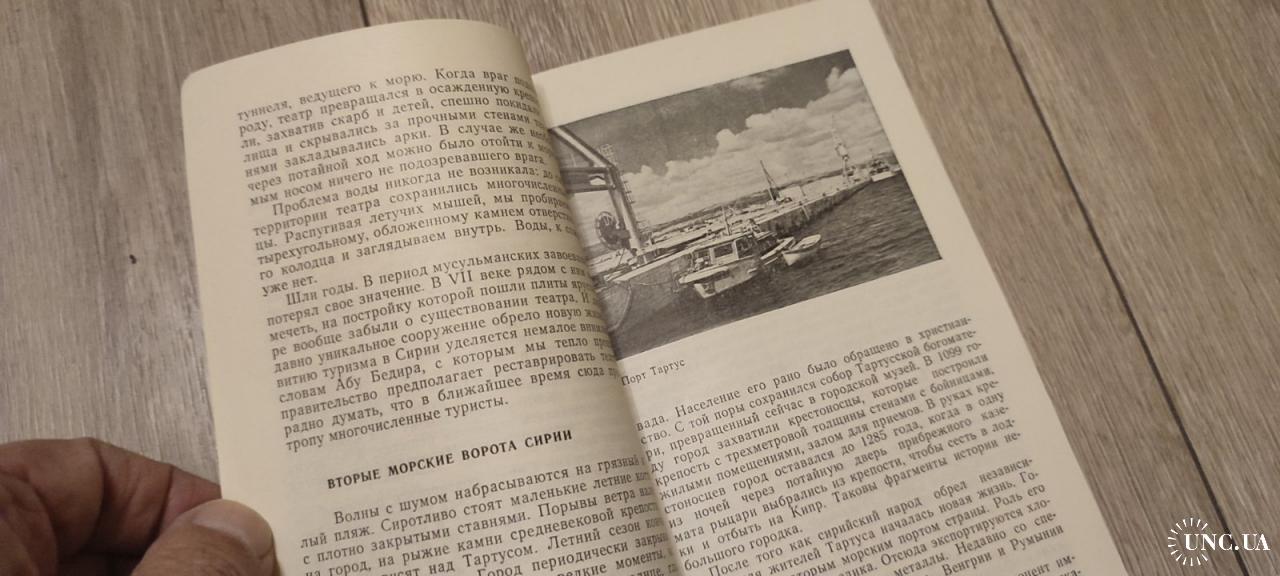 туннеля, ведущего к морю. Когда враг
роду, театр превращался в осажденную
ли, захватив скарб и детей, спешно
лища и скрывались за прочными стенами
нями закладывались арки. В случае же
через потайной ход можно было отойти к
мым носом ничего не подозревавшего врага.
Проблема воды никогда не возникала:
территории театра сохранились
цы. Распугивая летучих мышей, мы
тырехугольному, обложенному камнем
го колодца и заглядываем внутрь. Воды, к
уже нет.
Шли годы. В период мусульманских
потерял свое значение. В VII веке рядом с
мечеть, на постройку которой пошли плиты
ре вообще забыли о существовании театра. И
давно уникальное сооружение обрело новую
витию туризма в Сирии уделяется немалое
словам Абу Бедира, с которым мы тепло
правительство предполагает реставрировать
радно думать, что в ближайшее время сюда
тропу многочисленные туристы.
ВТОРЫЕ МОРСКИЕ ВОРОТА СИРИИ
Волны с шумом набрасываются на грязный
лый пляж. Сиротливо стоят маленькие летние
с плотно закрытыми ставнями. Порывы ветра
на город, на рыжие камни средневековой
над Тартусом. Летний сезон
Город периодически
моменты,
Порт Тартус
вада. Население его рано было обращено в христиан-
ство. С той поры сохранился собор Тартусской богомате-
ри, превращенный сейчас в городской музей. В 1099 го-
ду город захватили крестоносцы, которые построили
крепость с трехметровой толщины стенами с бойницами,
жилыми помещениями, залом для приемов. В руках кре-
стоносцев город оставался до 1285 года, когда в одну
из ночей через потайную дверь прибрежного казе-
мата рыцари выбрались из крепости, чтобы сесть в лод-
ки и отбыть на Кипр. Таковы фрагменты истории не-
большого городка.
После того как сирийский народ обрел независи-
жителей Тартуса началась новая жизнь. Го-
вторым морским портом страны. Роль его
Отсюда экспортируются хло-
металлы. Недавно со спе-
Венгрии и Румынии
UNC.UA